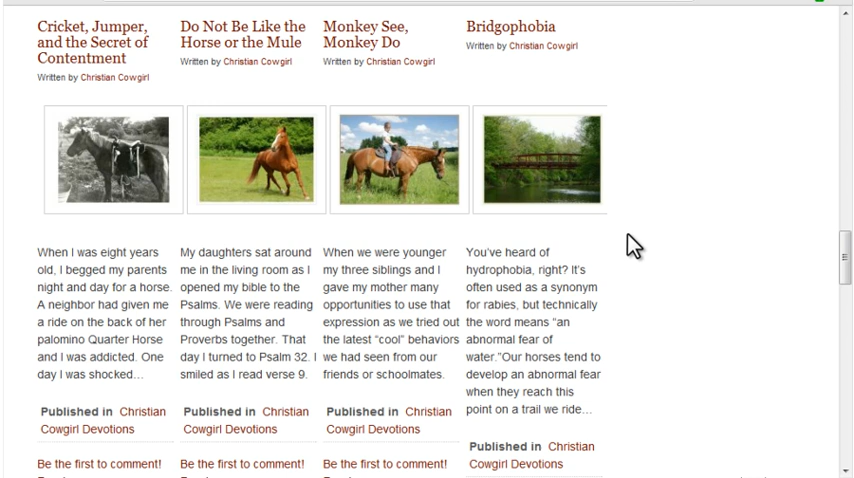 Cricket, Jumper,
and the Secret of
Contentment
Written by Christian Cowgirl
Do Not Be Like the
Horse or the Mule
Written by Christian Cowgirl
Monkey See,
Monkey Do
Written by Christian Cowgirl
Bridgophobia
Written by Christian Cowgirl
When I was eight years
old, I begged my parents
night and day for a horse.
A neighbor had given me
a ride on the back of her
palomino Quarter Horse
and I was addicted. One
day I was shocked…
Published in Christian
Cowgirl Devotions
Be the first to comment!
My daughters sat around
me in the living room as I
opened my bible to the
Psalms. We were reading
through Psalms and
Proverbs together. That
day I turned to Psalm 32. I
smiled as I read verse 9.
Published in Christian
Cowgirl Devotions
Be the first to comment!
When we were younger
my three siblings and I
gave my mother many
opportunities to use that
expression as we tried out
the latest “cool” behaviors
we had seen from our
friends or schoolmates.
Published in Christian
Cowgirl Devotions
Be the first to comment!
You’ve heard of
hydrophobia, right? It’s
often used as a synonym
for rabies, but technically
the word means “an
abnormal fear of
water.”Our horses tend to
develop an abnormal fear
when they reach this
point on a trail we ride…
Published in Christian
Cowgirl Devotions